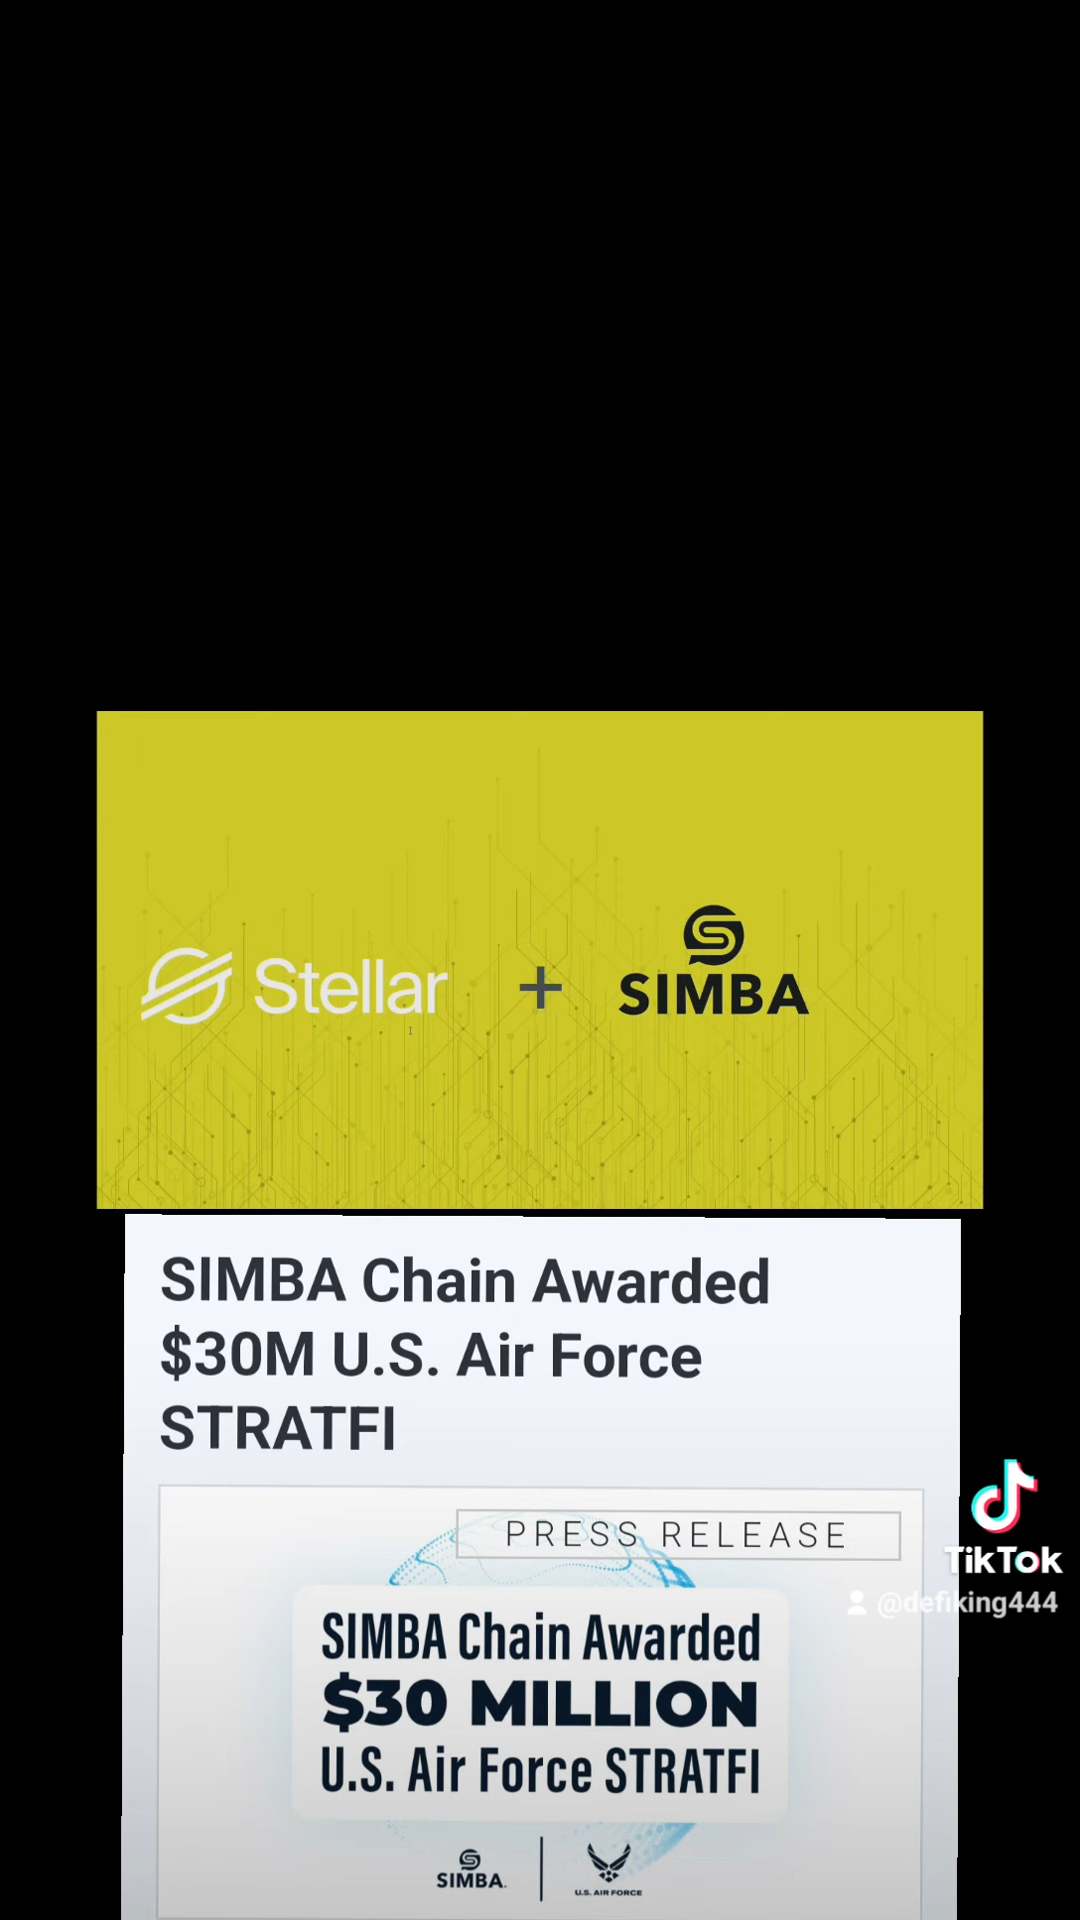 Stellar + SIMBA
SIMBA Chain Awarded
$30M U.S. Air Force
STRATFI
PRESS RELEASE
SIMBA Chain Awarded
$30 MILLION
U.S. Air Force STRATFI
SIMBA.
U.S. AIR FORCE
TikTok
@defiking444